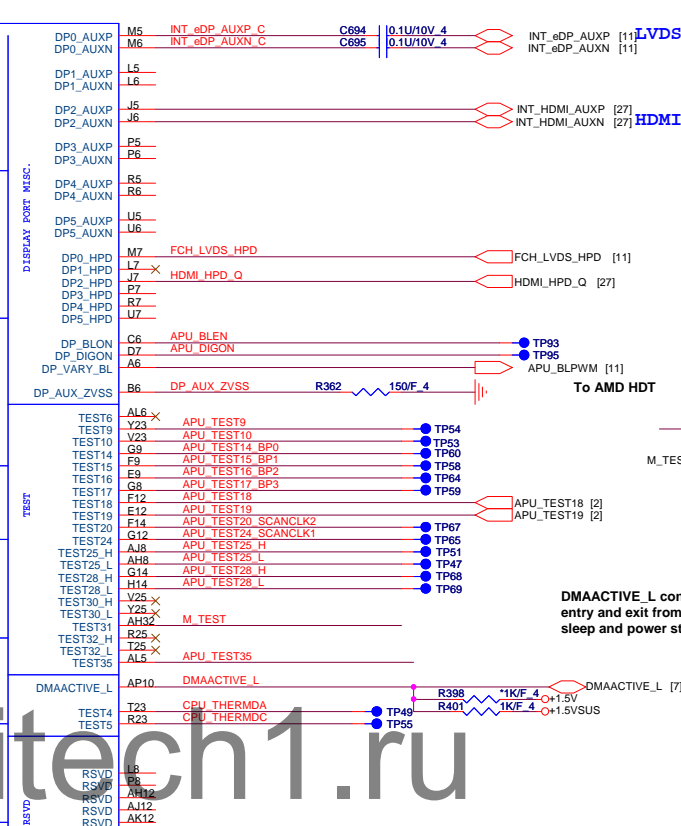 DP0_AUXP M5 INT_eDP_AUXP_C C694 0.1U/10V_4 INT_eDP_AUXP [11] LVDS
DP0_AUXN M6 INT_eDP_AUXN_C C695 0.1U/10V_4 INT_eDP_AUXN [11]
DP1_AUXP L5
DP1_AUXN L6
DP2_AUXP J5 INT_HDMI_AUXP [27]
DP2_AUXN J6 INT_HDMI_AUXN [27] HDMI
DP3_AUXP P5
DP3_AUXN P6
DP4_AUXP R5
DP4_AUXN R6
DP5_AUXP U5
DP5_AUXN U6
DISPLAY PORT MISC.
DP0_HPD M7 FCH_LVDS_HPD FCH_LVDS_HPD [11]
DP1_HPD L7
DP2_HPD J7 HDMI_HPD_Q HDMI_HPD_Q [27]
DP3_HPD P7
DP4_HPD R7
DP5_HPD U7
DP_BLON C6 APU_BLEN TP93
DP_DIGON D7 APU_DIGON TP95
DP_VARY_BL A6 APU_BLPWM [11]
DP_AUX_ZVSS B6 DP_AUX_ZVSS R362 150/F_4
To AMD HDT
TEST6 AL6
TEST9 Y23 APU_TEST9 TP54
TEST10 V23 APU_TEST10 TP53
TEST14 G9 APU_TEST14_BP0 TP60
TEST15 F9 APU_TEST15_BP1 TP58
M_TES
TEST16 E9 APU_TEST16_BP2 TP64
TEST17 G8 APU_TEST17_BP3 TP59
TEST
TEST18 F12 APU_TEST18 APU_TEST18 [2]
TEST19 E12 APU_TEST19 APU_TEST19 [2]
TEST20 F14 APU_TEST20_SCANCLK2 TP67
TEST24 G12 APU_TEST24_SCANCLK1 TP65
TEST25_H AJ8 APU_TEST25_H TP51
TEST25_L AH8 APU_TEST25_L TP47
TEST28_H G14 APU_TEST28_H TP68
TEST28_L H14 APU_TEST28_L TP69
TEST30_H V25
TEST30_L Y25
TEST31 AH32 M_TEST
TEST32_H R25
TEST32_L T25
TEST35 AL5 APU_TEST35
DMAACTIVE_L con
entry and exit from
sleep and power st
DMAACTIVE_L AP10 DMAACTIVE_L DMAACTIVE_L [7]
R398 *1K/F_4 +1.5V
R401 1K/F_4 +1.5VSUS
TEST4 T23 CPU_THERMDA TP49
TEST5 R23 CPU_THERMDC TP55
itech1.ru
RSVD
RSVD L8
RSVD P8
RSVD AH12
RSVD AJ12
RSVD AK12